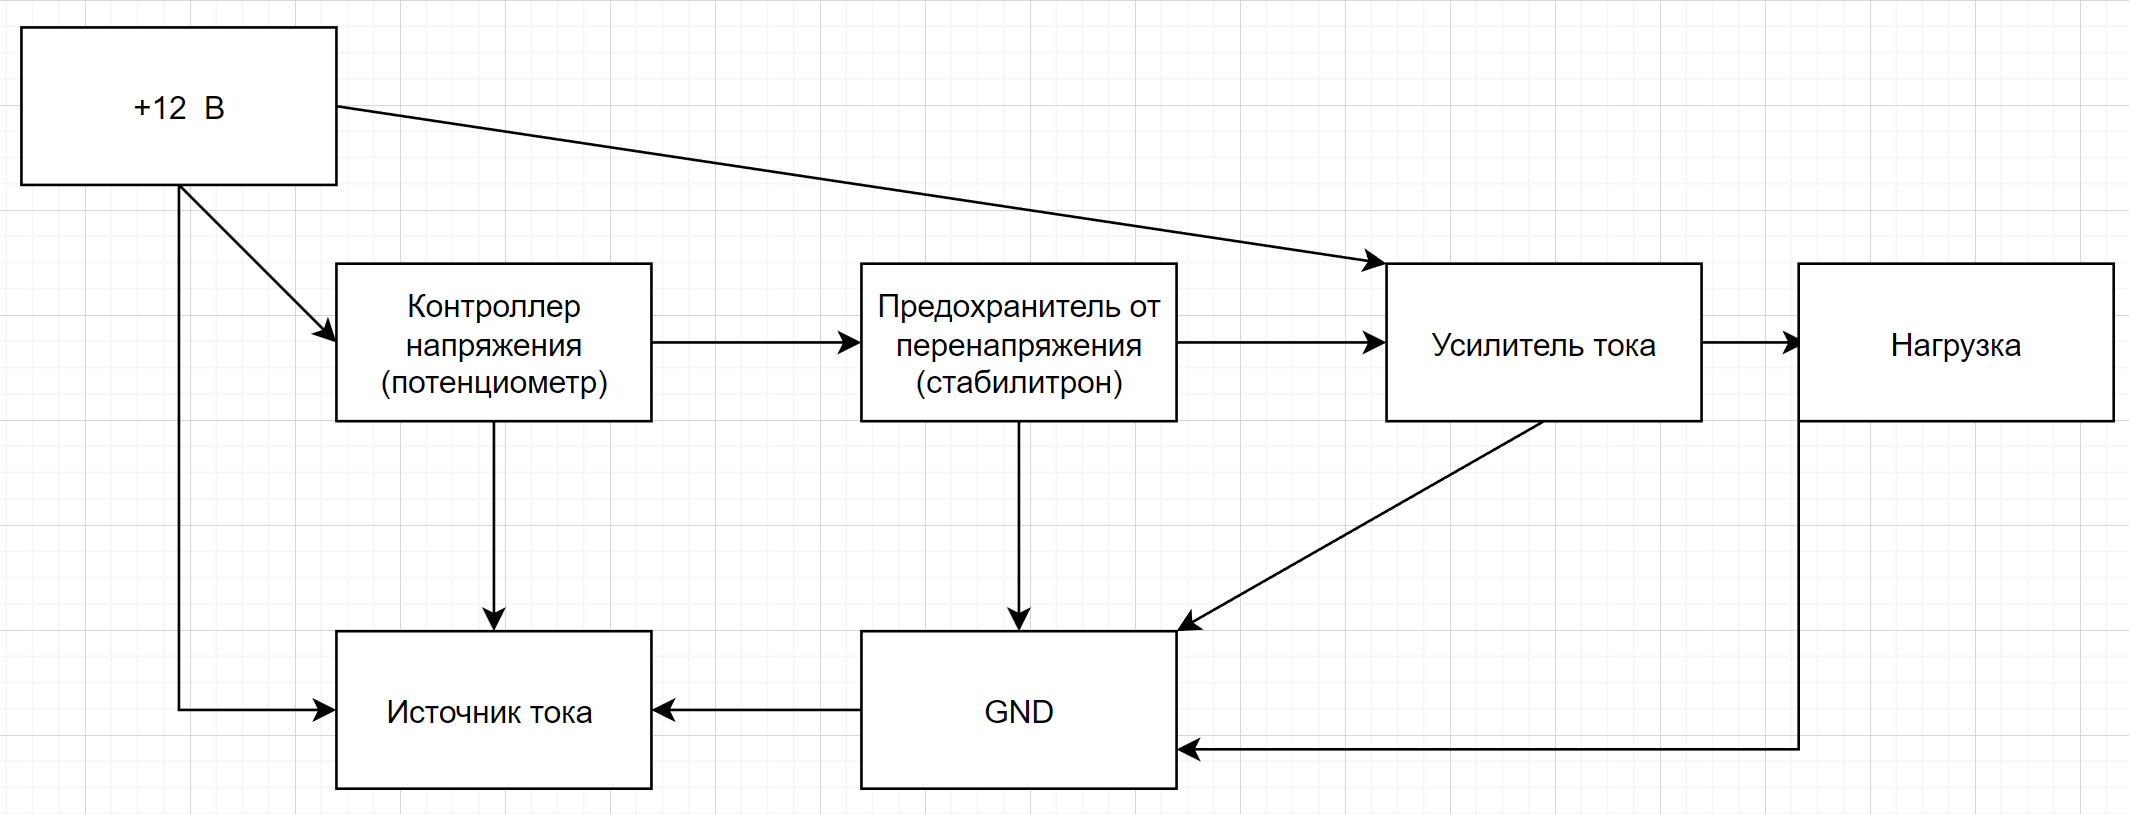 +12 В
Контроллер
напряжения
(потенциометр)
Предохранитель от
перенапряжения
(стабилитрон)
Усилитель тока
Нагрузка
Источник тока
GND